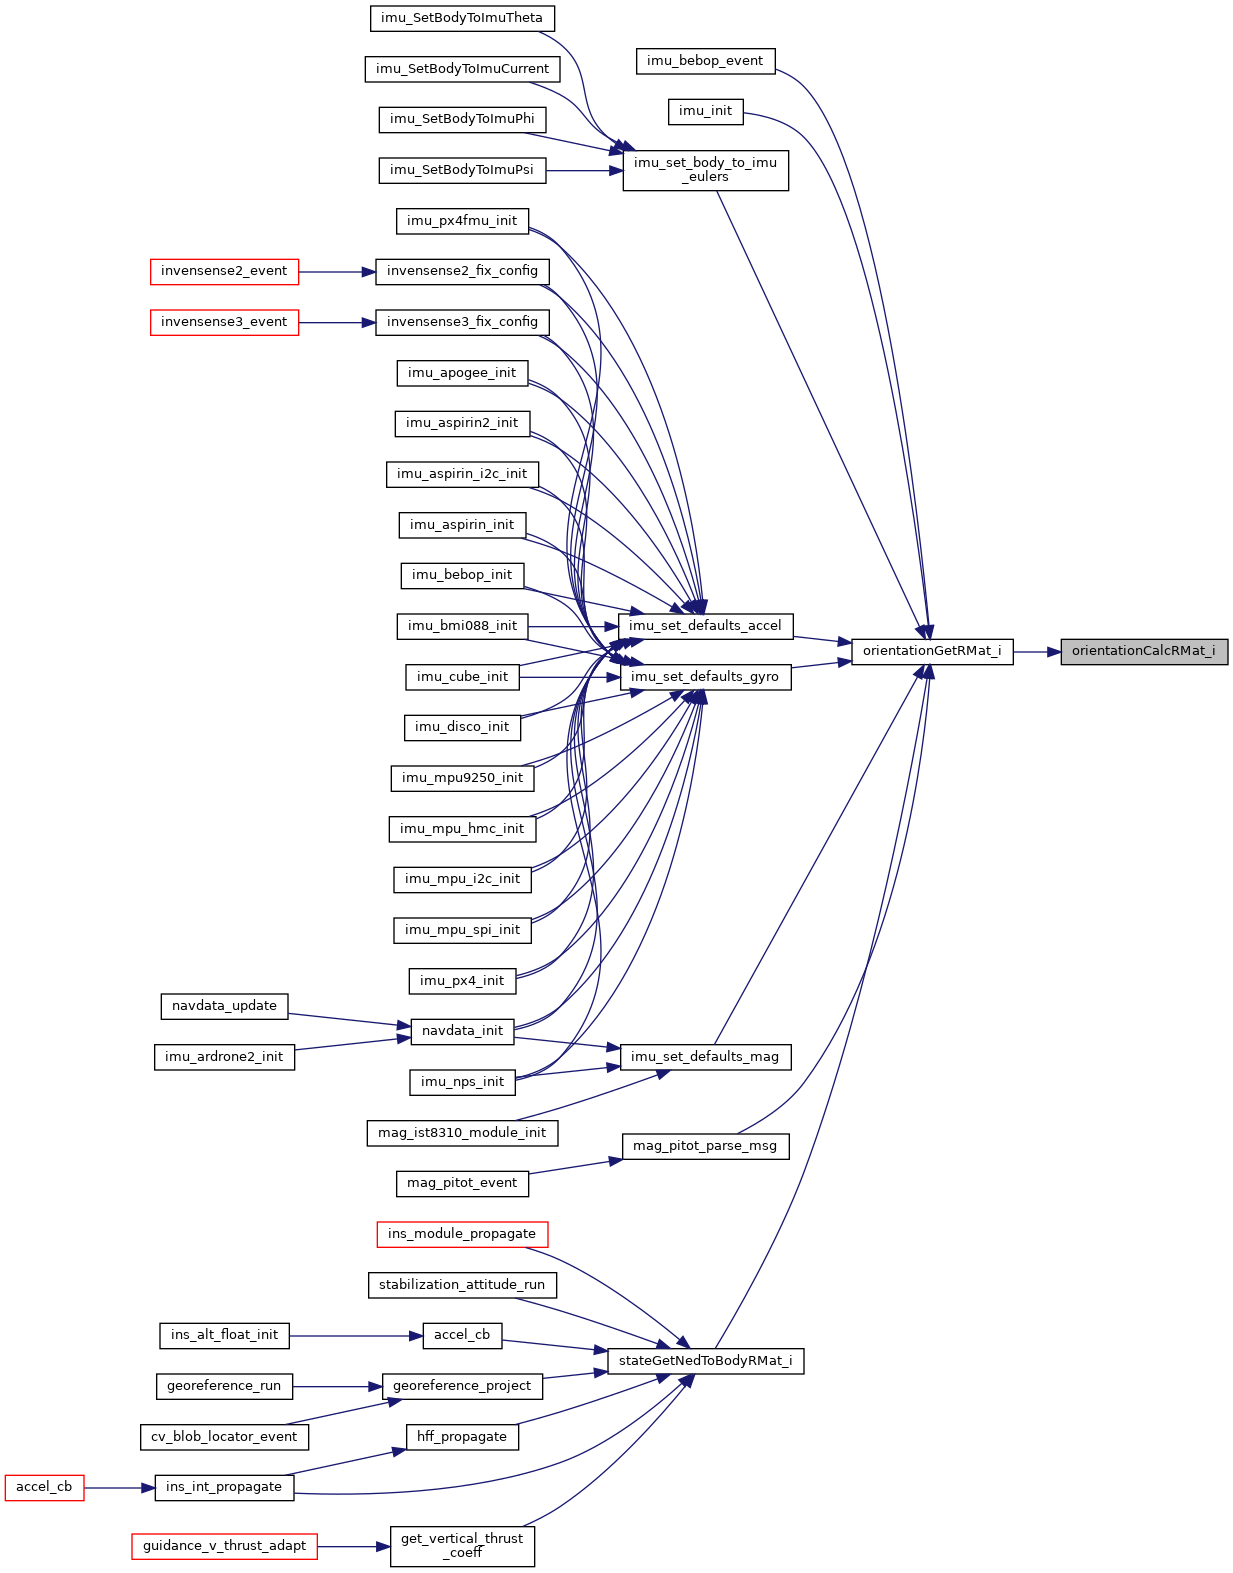 imu_SetBodyToImuTheta
imu_bebop_event
imu_SetBodyToImuCurrent
imu_init
imu_SetBodyToImuPhi
imu_set_body_to_imu
_eulers
imu_SetBodyToImuPsi
imu_px4fmu_init
invensense2_event
invensense2_fix_config
invensense3_event
invensense3_fix_config
imu_apogee_init
imu_aspirin2_init
imu_aspirin_i2c_init
imu_aspirin_init
imu_bebop_init
imu_bmi088_init
imu_set_defaults_accel
orientationGetRMat_i
orientationCalcRMat_i
imu_cube_init
imu_set_defaults_gyro
imu_disco_init
imu_mpu9250_init
imu_mpu_hmc_init
imu_mpu_i2c_init
imu_mpu_spi_init
imu_px4_init
navdata_update
navdata_init
imu_ardrone2_init
imu_set_defaults_mag
imu_nps_init
mag_ist8310_module_init
mag_pitot_parse_msg
mag_pitot_event
ins_module_propagate
stabilization_attitude_run
ins_alt_float_init
accel_cb
stateGetNedToBodyRMat_i
georeference_run
georeference_project
cv_blob_locator_event
hff_propagate
accel_cb
ins_int_propagate
guidance_v_thrust_adapt
get_vertical_thrust
_coeff